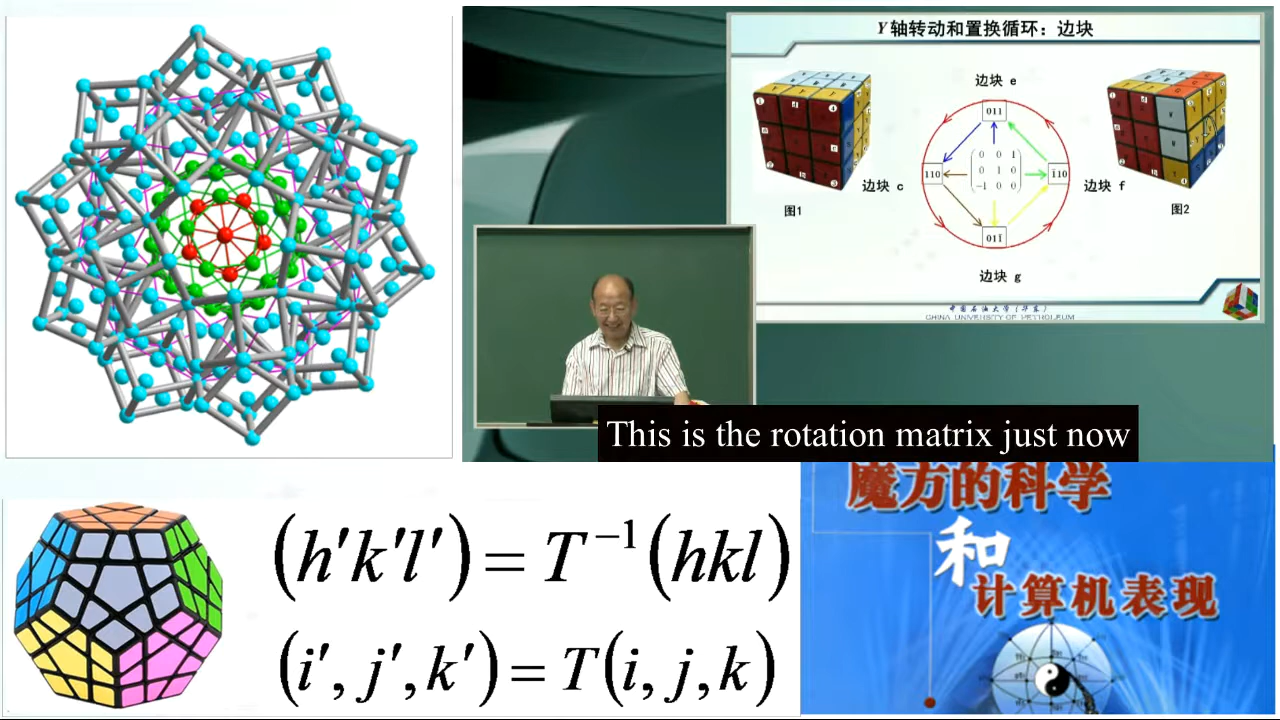 Y轴转动和置换循环：边块
边块 e
011
110
0 0 1
0 1 0
−1 0 0
1̄10
边块 c
边块 f
图1
图2
011̄
边块 g
中国石油大学(华东)
CHINA UNIVERSITY OF PETROLEUM
This is the rotation matrix just now
(h′k′l′) = T⁻¹(hkl)
(i′, j′, k′) = T(i, j, k)
魔方的科学
和
计算机表现